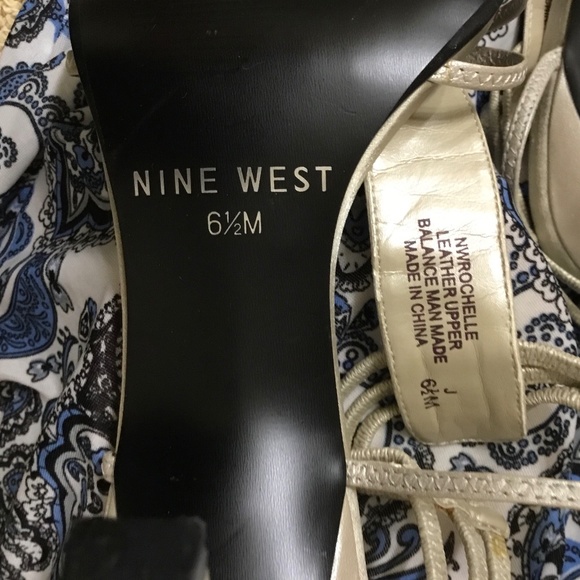 NINE WEST
6½M
NWROCHELLE
LEATHER UPPER
BALANCE MAN MADE
MADE IN CHINA
J
6½M